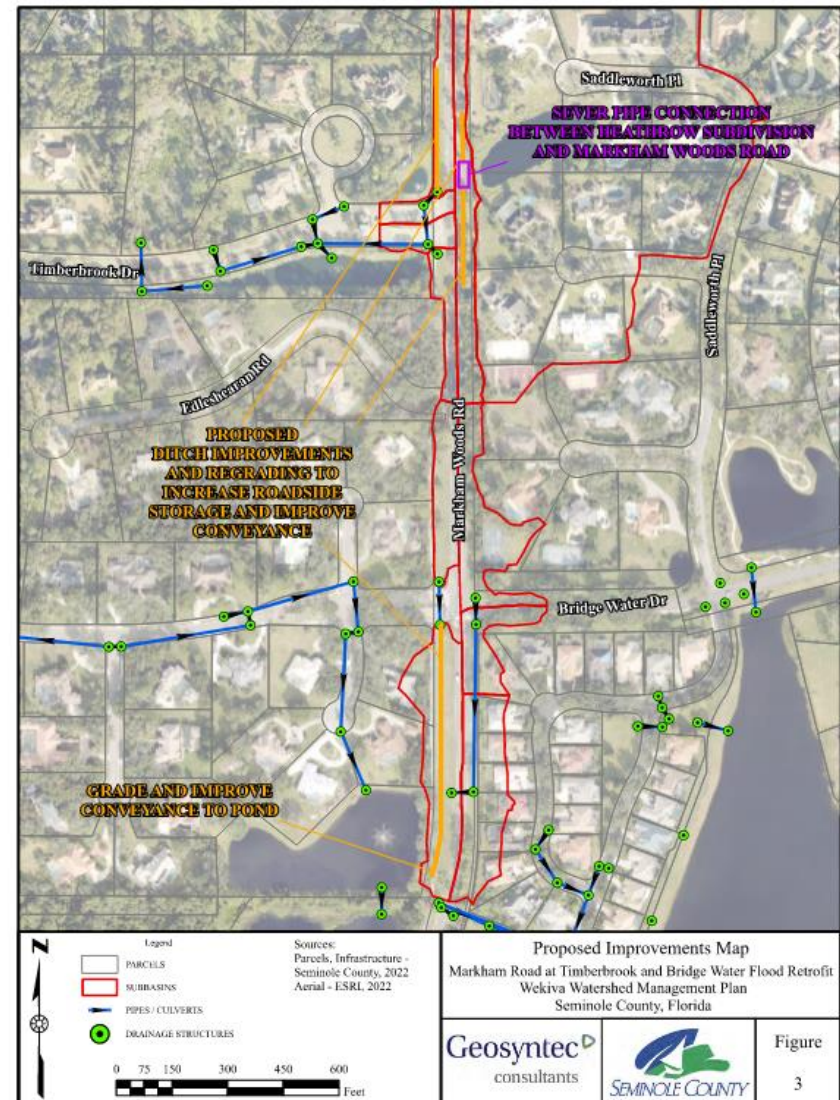 Saddleworth Pl
SEVER PIPE CONNECTION
BETWEEN HEATHROW SUBDIVISION
AND MARKHAM WOODS ROAD
Timberbrook Dr
Saddleworth Pl
Edleshearan Rd
Markham Woods Rd
PROPOSED
DITCH IMPROVEMENTS
AND REGRADING TO
INCREASE ROADSIDE
STORAGE AND IMPROVE
CONVEYANCE
Bridge Water Dr
GRADE AND IMPROVE
CONVEYANCE TO POND
N
Legend
PARCELS
SUBBASINS
PIPES / CULVERTS
DRAINAGE STRUCTURES
0 75 150 300 450 600
Feet
Sources:
Parcels, Infrastructure -
Seminole County, 2022
Aerial - ESRI, 2022
Proposed Improvements Map
Markham Road at Timberbrook and Bridge Water Flood Retrofit
Wekiva Watershed Management Plan
Seminole County, Florida
Geosyntec
consultants
SEMINOLE COUNTY
Figure
3